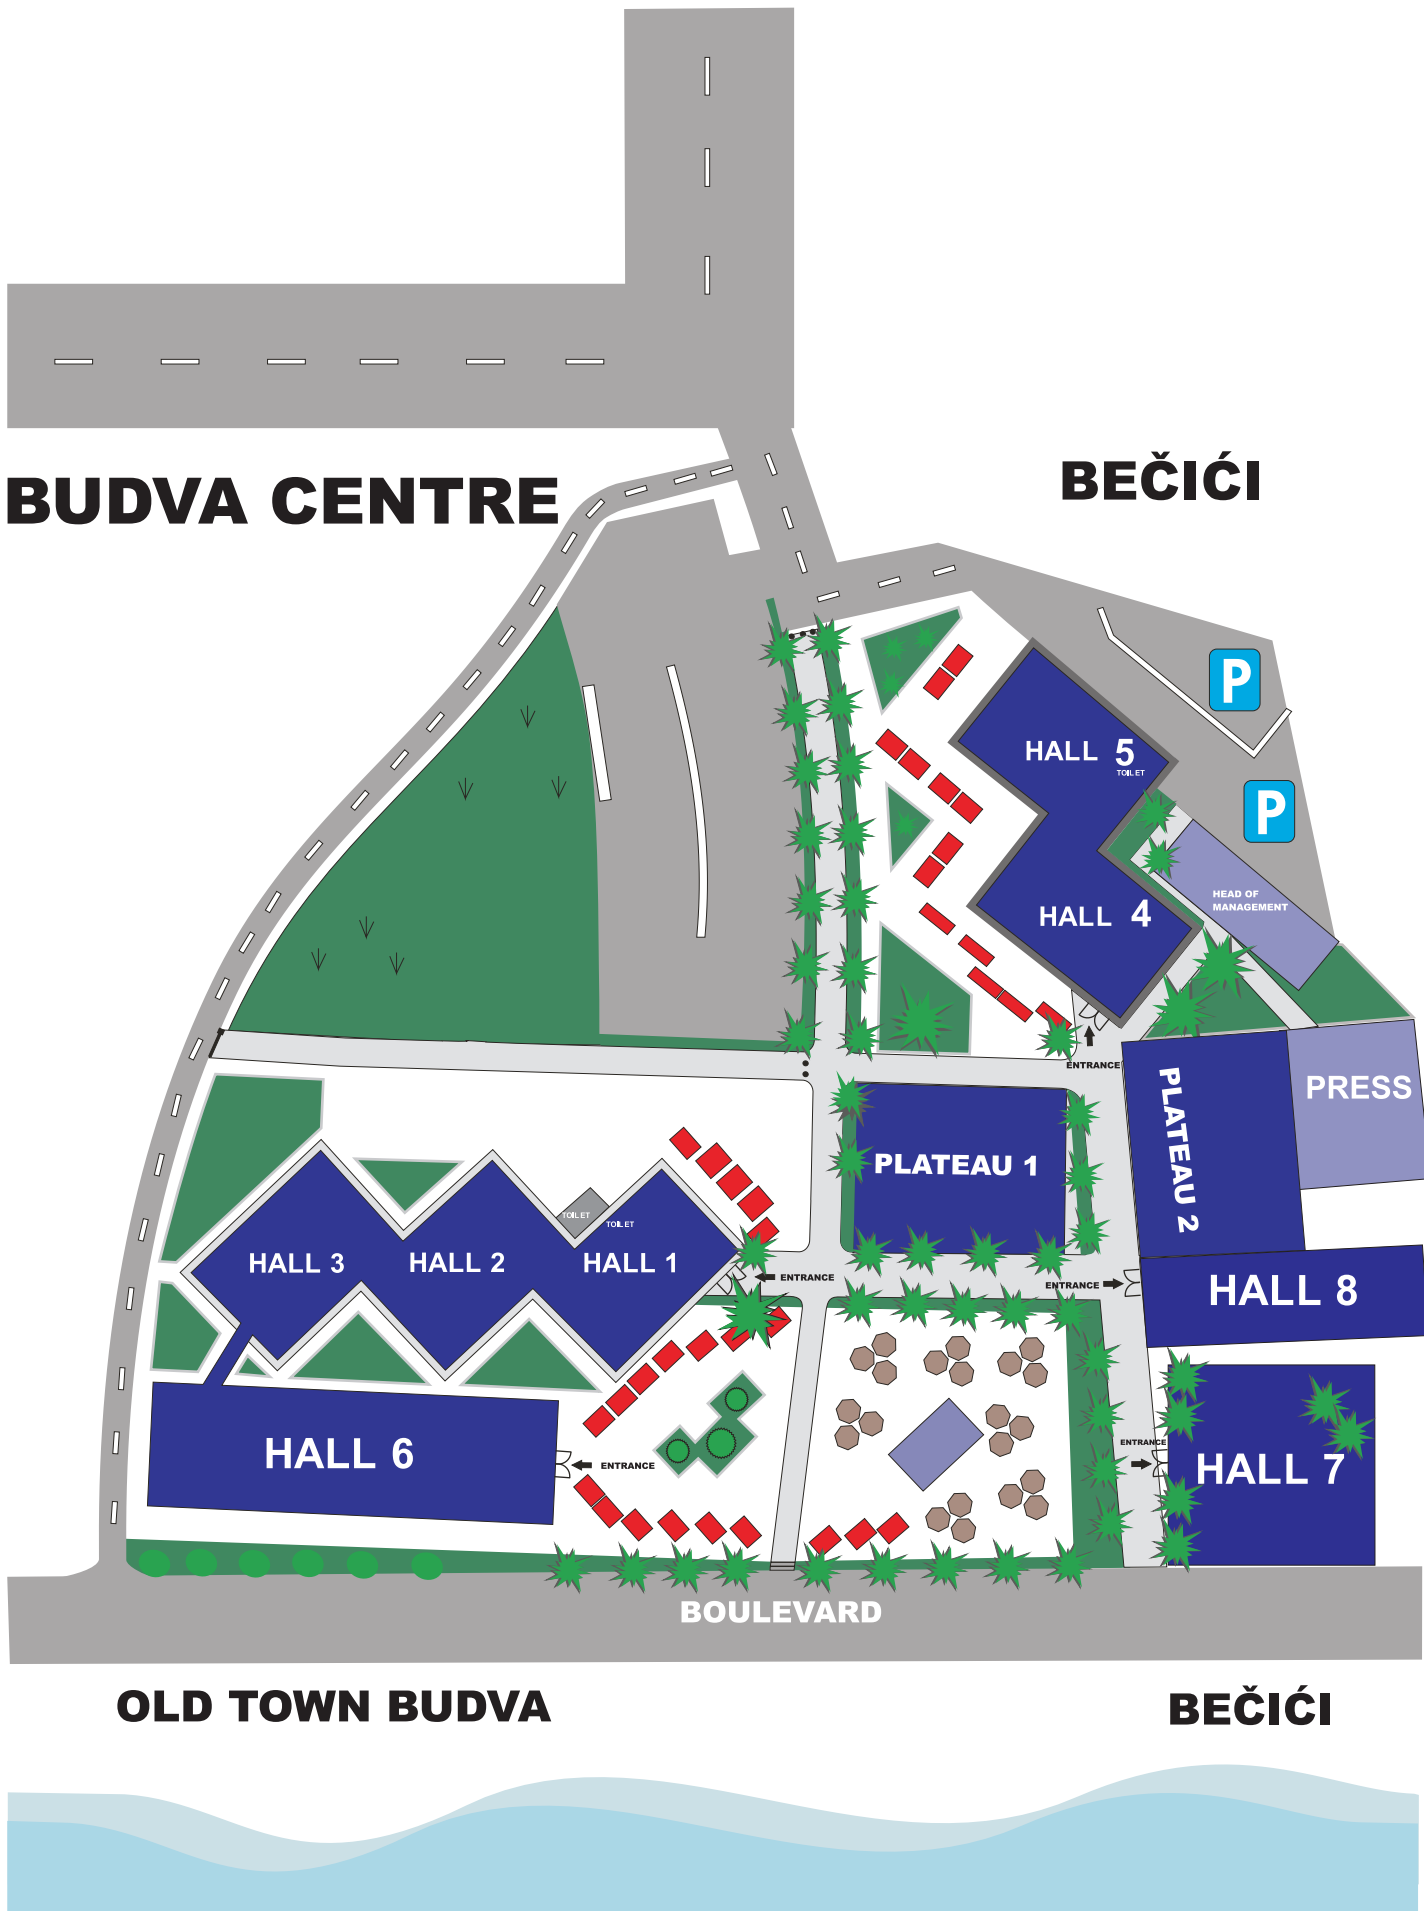 BUDVA CENTRE
BEČIĆI
P
HALL 5
TOILET
P
HEAD OF
MANAGEMENT
HALL 4
ENTRANCE
PLATEAU 2
PRESS
PLATEAU 1
TOILET
TOILET
HALL 3
HALL 2
HALL 1
ENTRANCE
ENTRANCE
HALL 8
HALL 6
ENTRANCE
ENTRANCE
HALL 7
BOULEVARD
OLD TOWN BUDVA
BEČIĆI